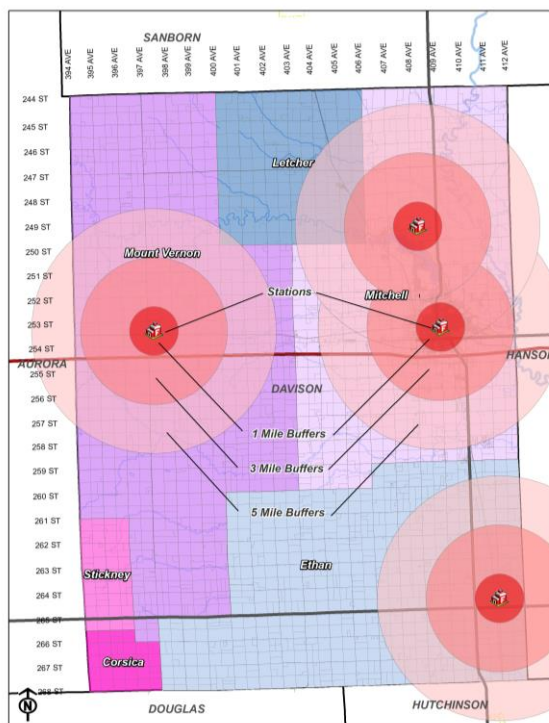 SANBORN
394 AVE
395 AVE
396 AVE
397 AVE
398 AVE
399 AVE
400 AVE
401 AVE
402 AVE
403 AVE
404 AVE
405 AVE
406 AVE
407 AVE
408 AVE
409 AVE
410 AVE
411 AVE
412 AVE
244 ST
245 ST
246 ST
247 ST
248 ST
249 ST
250 ST
251 ST
252 ST
253 ST
254 ST
255 ST
256 ST
257 ST
258 ST
259 ST
260 ST
261 ST
262 ST
263 ST
264 ST
265 ST
266 ST
267 ST
268 ST
Letcher
Mount Vernon
Stations
Mitchell
AURORA
HANSO
DAVISON
1 Mile Buffers
3 Mile Buffers
5 Mile Buffers
Ethan
Stickney
Corsica
N
DOUGLAS
HUTCHINSON